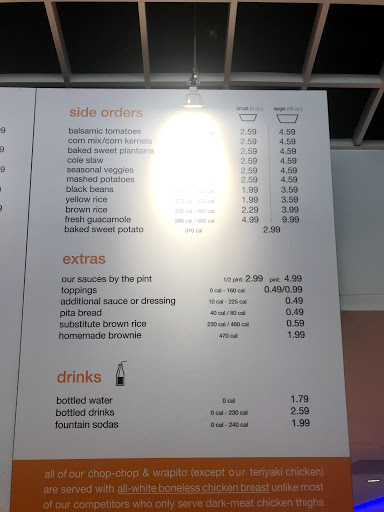 side orders small (8 oz.) large (16 oz.)
balsamic tomatoes 2.59 4.59
corn mix/corn kernels 2.59 4.59
baked sweet plantains 2.59 4.59
cole slaw 2.59 4.59
seasonal veggies 2.59 4.59
mashed potatoes 2.59 4.59
black beans 1.99 3.59
yellow rice 1.99 3.59
brown rice 2.29 3.99
fresh guacamole 4.99 9.99
baked sweet potato 310 cal 2.99
extras
our sauces by the pint 1/2 pint: 2.99 pint: 4.99
toppings 0 cal - 160 cal 0.49/0.99
additional sauce or dressing 10 cal - 225 cal 0.49
pita bread 40 cal / 80 cal 0.49
substitute brown rice 230 cal / 460 cal 0.59
homemade brownie 470 cal 1.99
drinks
bottled water 0 cal 1.79
bottled drinks 0 cal - 230 cal 2.59
fountain sodas 0 cal - 240 cal 1.99
all of our chop-chop & wrapito (except our teriyaki chicken)
are served with all-white boneless chicken breast unlike most
of our competitors who only serve dark-meat chicken thighs